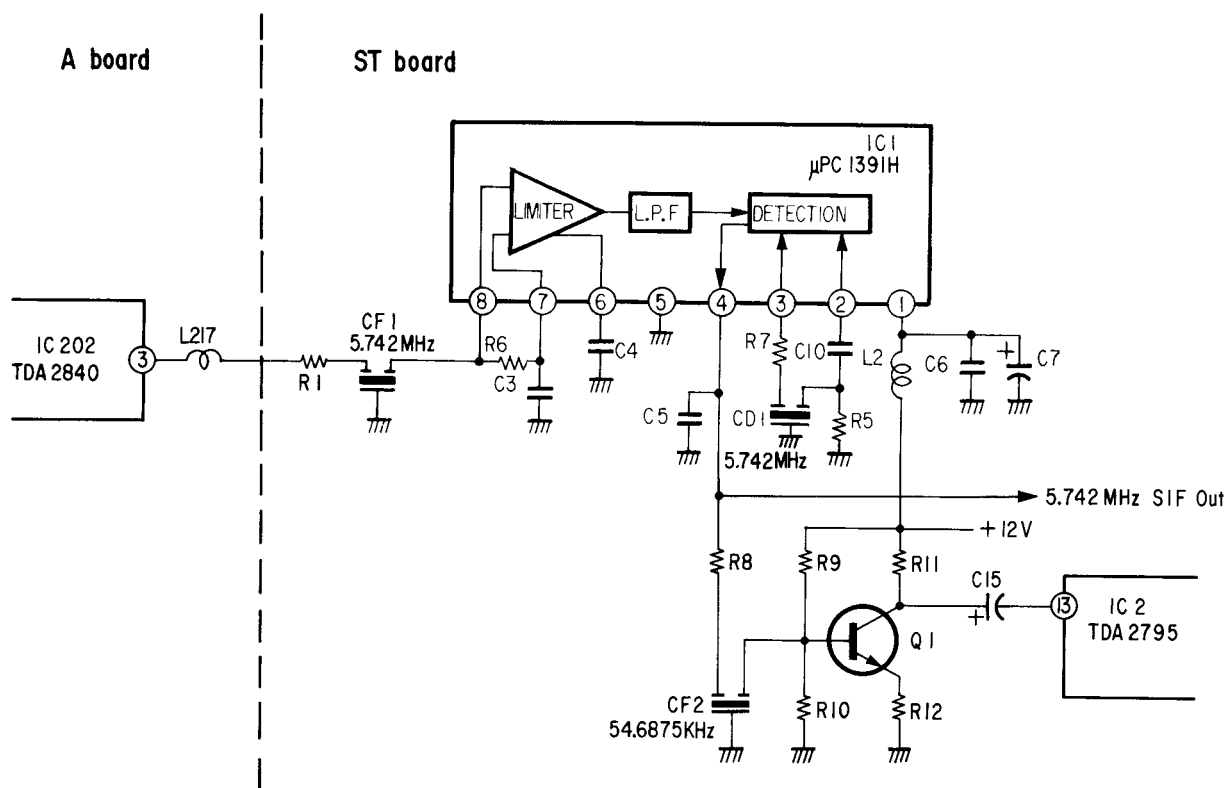 A board
ST board
IC1
μPC 1391H
LIMITER
L.P.F
DETECTION
8
7
6
5
4
3
2
1
IC 202
TDA 2840
3
L217
R1
CF1
5.742MHz
R6
C3
C4
C5
R7
C10
CD1
5.742MHz
R5
L2
C6
+
C7
5.742 MHz SIF Out
+12V
R8
R9
R11
C15
+
13
IC 2
TDA 2795
Q1
CF2
54.6875KHz
R10
R12